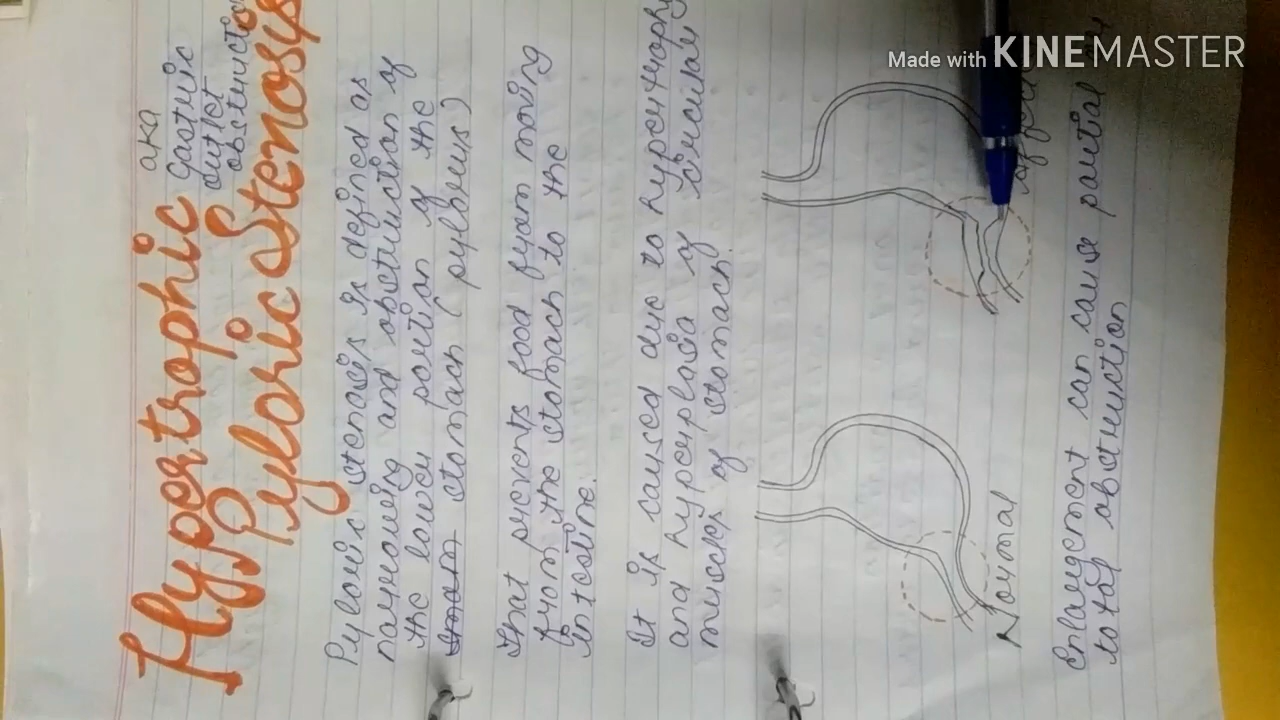 Hypertrophic
Pyloric Stenosis
aka
Gastric
outlet
obstruction
Pyloric stenosis is defined as
narrowing and obstruction of
the lower portion of the
stomach (pylorus)
That prevents food from moving
from the stomach to the
intestine.
It is caused due to hypertrophy
and hyperplasia of circular
muscles of stomach.
Normal
Enlargement can cause partial
total obstruction
Made with KINEMASTER